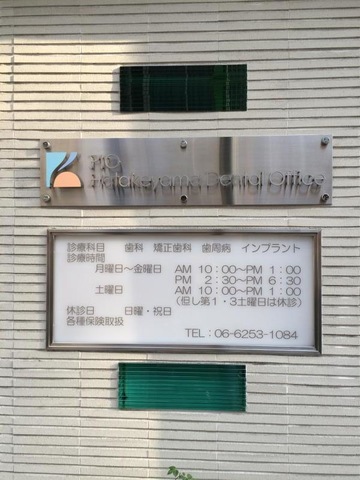 HDO
Hatakeyama Dental Office
診療科目 歯科 矯正歯科 歯周病 インプラント
診療時間
月曜日～金曜日 AM 10：00～PM 1：00
PM 2：30～PM 6：30
土曜日 AM 10：00～PM 1：00
(但し第1・3土曜日は休診)
休診日 日曜・祝日
各種保険取扱
TEL：06-6253-1084